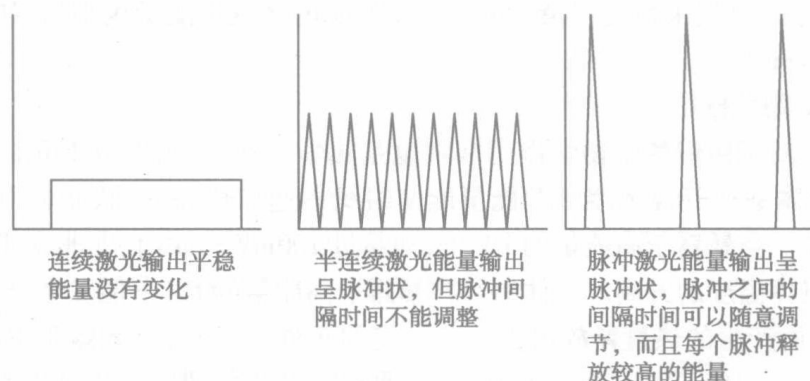 连续激光输出平稳
能量没有变化
半连续激光能量输出
呈脉冲状，但脉冲间
隔时间不能调整
脉冲激光能量输出呈
脉冲状，脉冲之间的
间隔时间可以随意调
节，而且每个脉冲释
放较高的能量